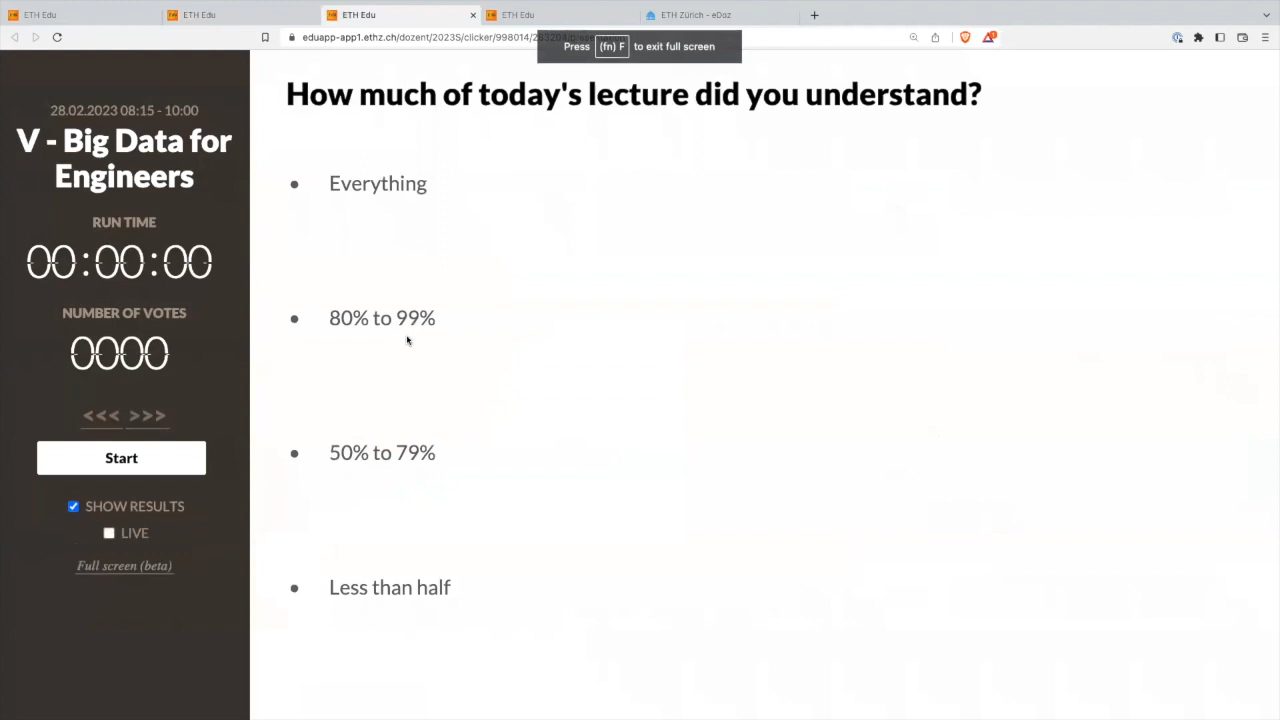 ETH Edu
ETH Edu
ETH Edu
ETH Edu
ETH Zürich - eDoz
eduapp-app1.ethz.ch/dozent/2023S/clicker/998014/
Press (fn) F to exit full screen
28.02.2023 08:15 - 10:00
V - Big Data for
Engineers
RUN TIME
00:00:00
NUMBER OF VOTES
0000
<<< >>>
Start
SHOW RESULTS
LIVE
Full screen (beta)
How much of today's lecture did you understand?
• Everything
• 80% to 99%
• 50% to 79%
• Less than half